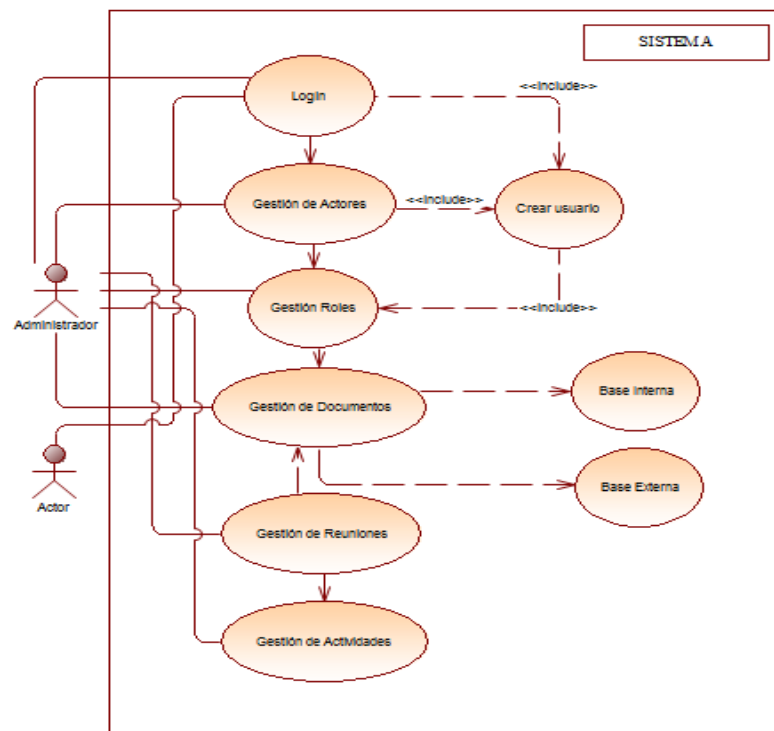 SISTEMA
Login
<<include>>
Gestión de Actores
<<include>>
Crear usuario
Gestión Roles
<<include>>
Administrador
Gestión de Documentos
Base Interna
Actor
Base Externa
Gestión de Reuniones
Gestión de Actividades